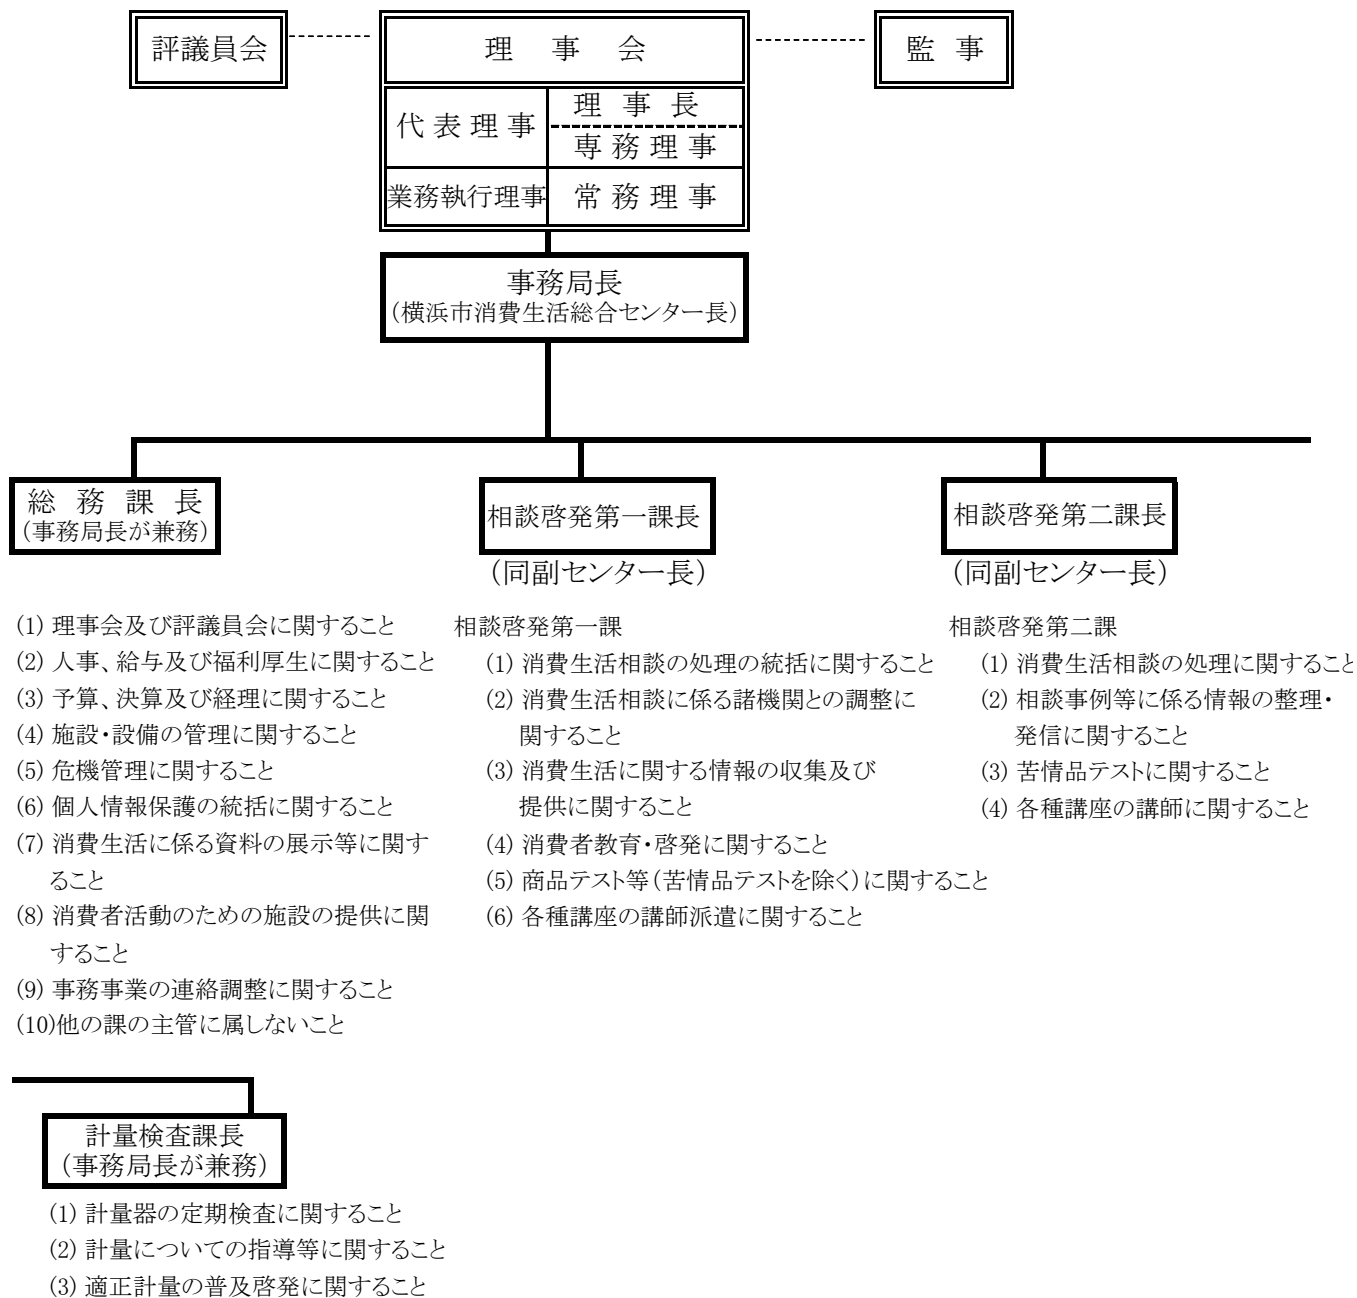 評議員会
理事会
監事
代表理事
理事長
専務理事
業務執行理事
常務理事
事務局長
(横浜市消費生活総合センター長)
総務課長
(事務局長が兼務)
相談啓発第一課長
(同副センター長)
相談啓発第二課長
(同副センター長)
(1) 理事会及び評議員会に関すること
(2) 人事、給与及び福利厚生に関すること
(3) 予算、決算及び経理に関すること
(4) 施設・設備の管理に関すること
(5) 危機管理に関すること
(6) 個人情報保護の統括に関すること
(7) 消費生活に係る資料の展示等に関す
ること
(8) 消費者活動のための施設の提供に関
すること
(9) 事務事業の連絡調整に関すること
(10)他の課の主管に属しないこと
相談啓発第一課
(1) 消費生活相談の処理の統括に関すること
(2) 消費生活相談に係る諸機関との調整に
関すること
(3) 消費生活に関する情報の収集及び
提供に関すること
(4) 消費者教育・啓発に関すること
(5) 商品テスト等(苦情品テストを除く)に関すること
(6) 各種講座の講師派遣に関すること
相談啓発第二課
(1) 消費生活相談の処理に関すること
(2) 相談事例等に係る情報の整理・
発信に関すること
(3) 苦情品テストに関すること
(4) 各種講座の講師に関すること
計量検査課長
(事務局長が兼務)
(1) 計量器の定期検査に関すること
(2) 計量についての指導等に関すること
(3) 適正計量の普及啓発に関すること